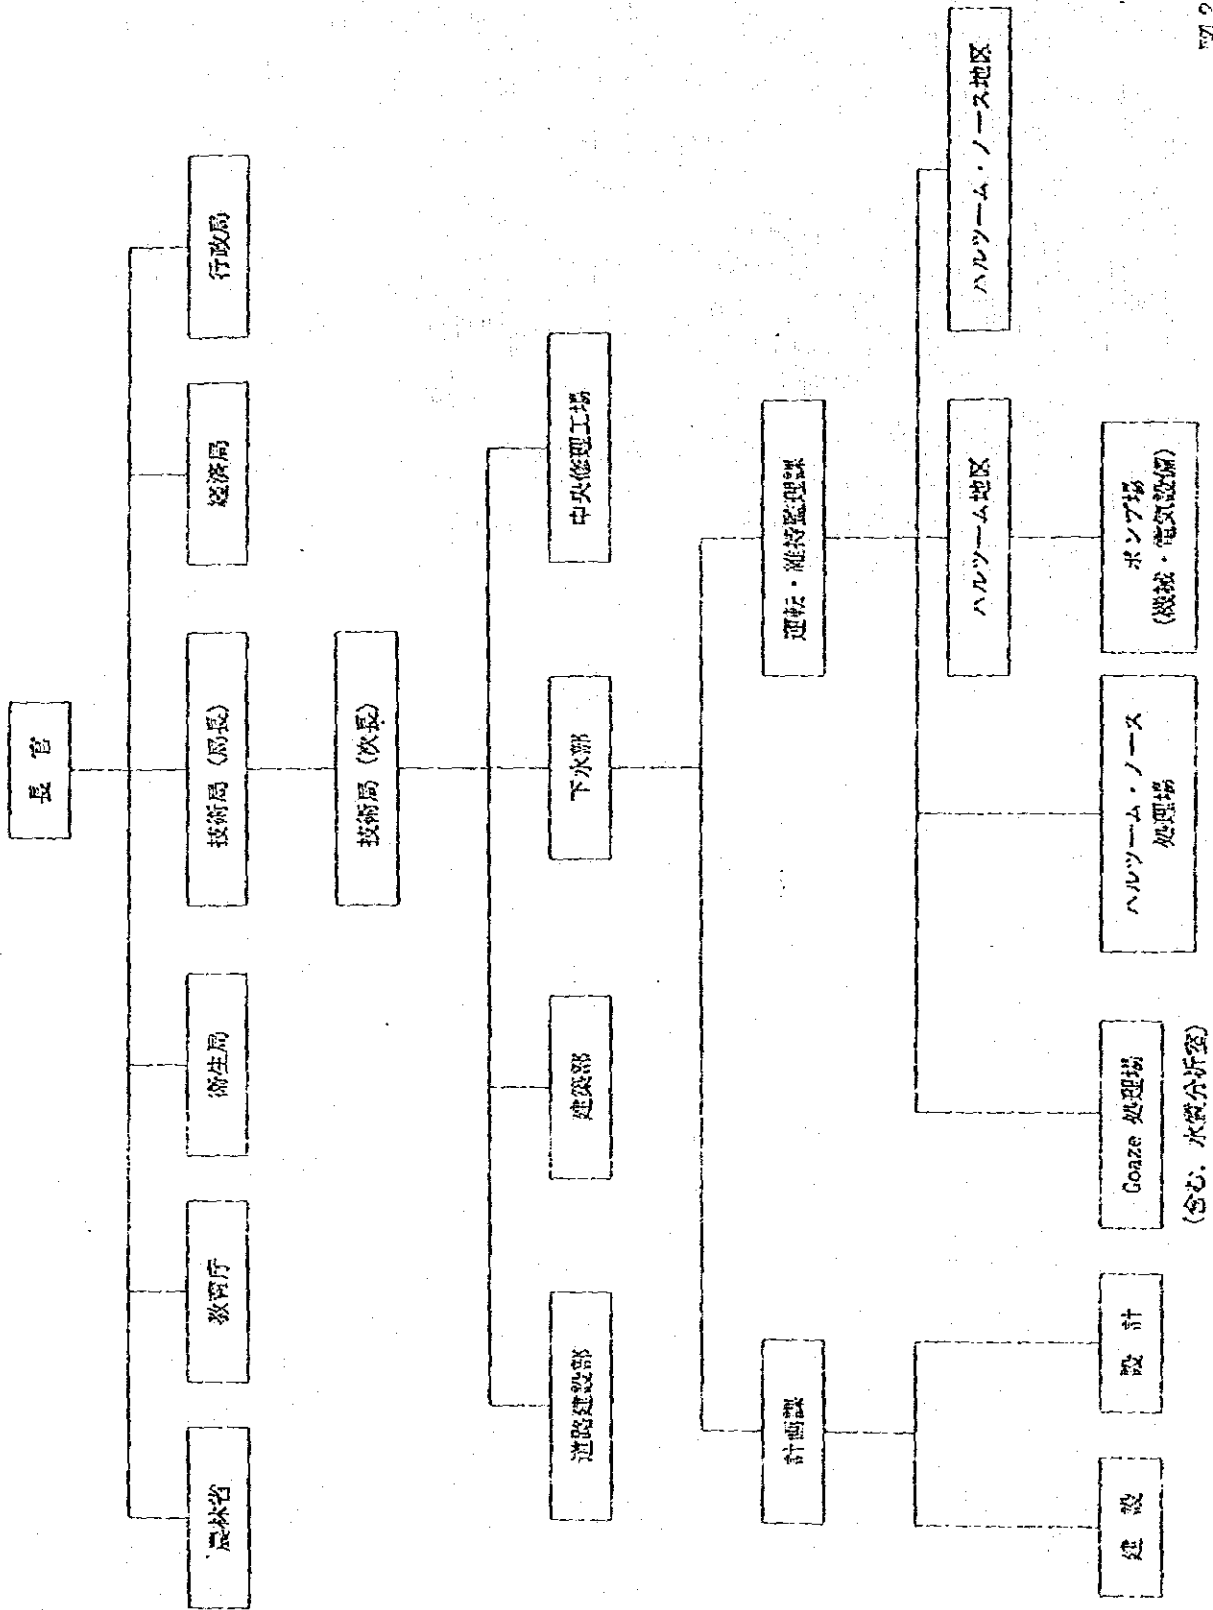 長 官
農林省
教育庁
衛生局
技術局 (局長)
経済局
行政局
技術局 (次長)
道路建設部
建築部
下水部
中央修理工場
計画課
運転・維持監理課
ハルツーム地区
ハルツーム・ノース地区
建 設
設 計
Goaze 処理場
(含む. 水質分析室)
ハルツーム・ノース
処理場
ポンプ場
(機械・電気設備)